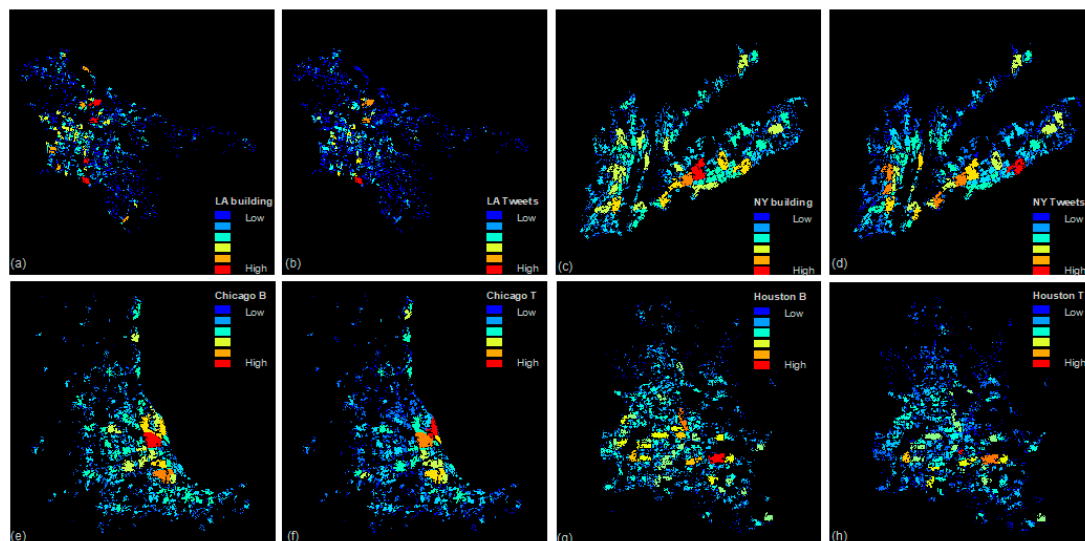 LA building
Low
High
(a)
LA Tweets
Low
High
(b)
NY building
Low
High
(c)
NY Tweets
Low
High
(d)
Chicago B
Low
High
(e)
Chicago T
Low
High
(f)
Houston B
Low
High
(g)
Houston T
Low
High
(h)